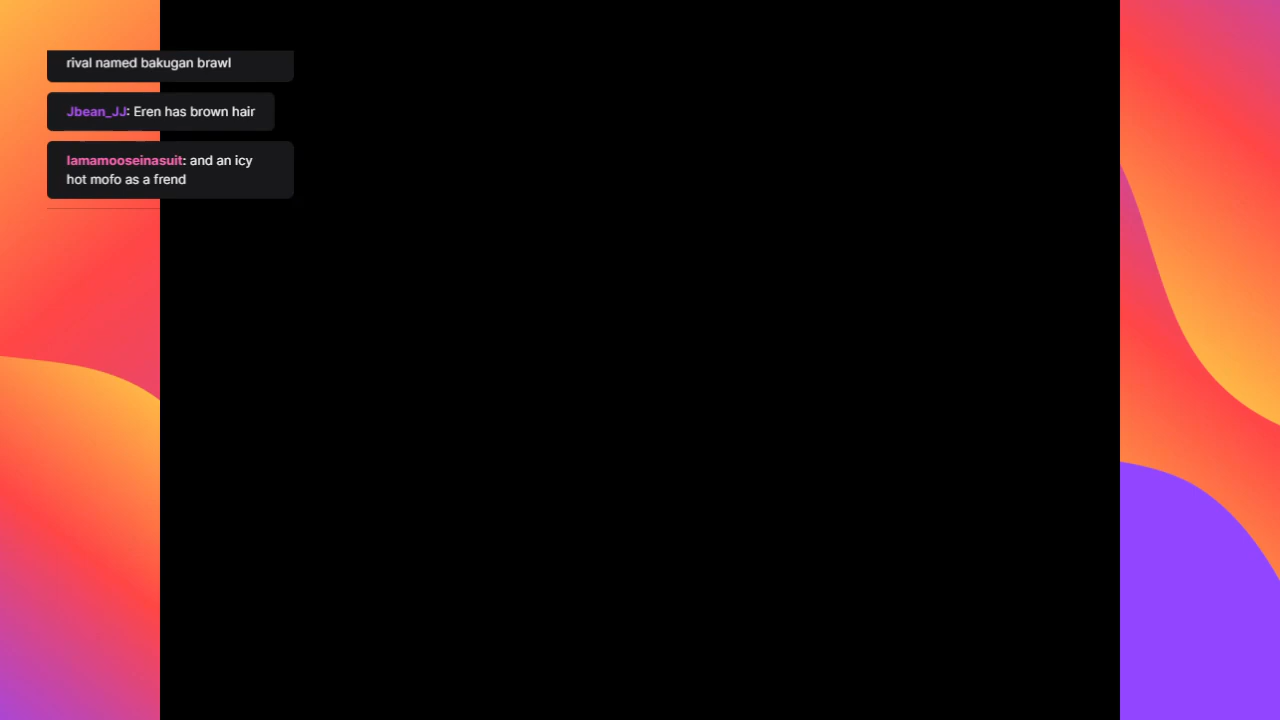 rival named bakugan brawl
Jbean_JJ: Eren has brown hair
Iamamooseinasuit: and an icy
hot mofo as a frend